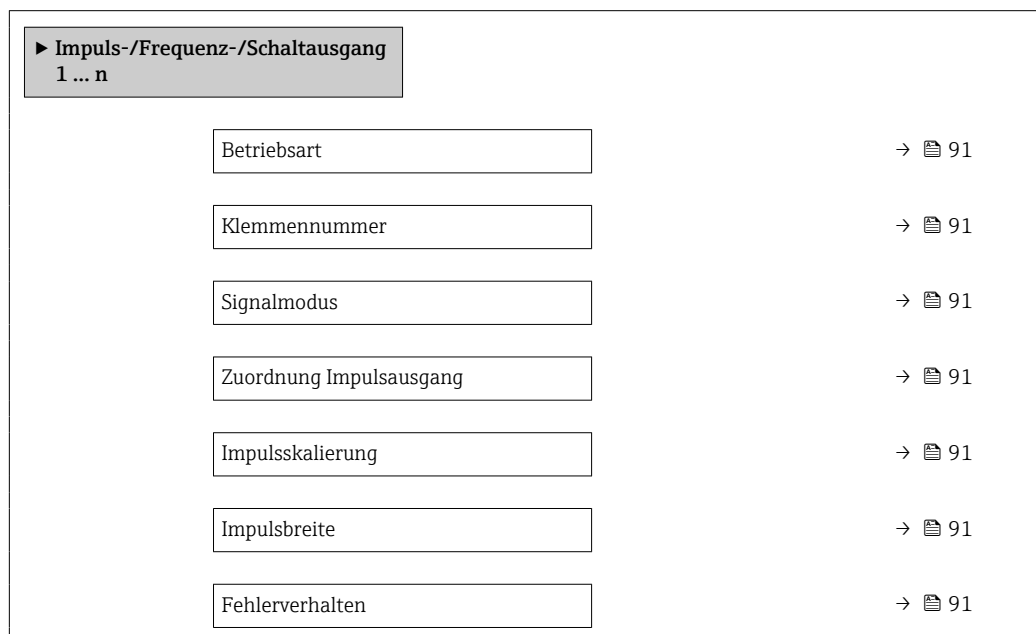 ► Impuls-/Frequenz-/Schaltausgang
1 ... n
Betriebsart → 91
Klemmennummer → 91
Signalmodus → 91
Zuordnung Impulsausgang → 91
Impulsskalierung → 91
Impulsbreite → 91
Fehlerverhalten → 91